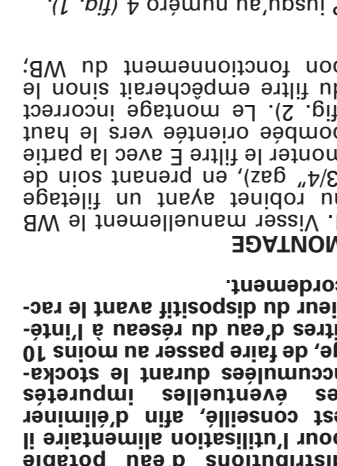 distributions d'eau potable
pour l'utilisation alimentaire il
est conseillé, afin d'éliminer
es éventuelles impuretés
accumulées durant le stocka-
ge, de faire passer au moins 10
itres d'eau du réseau à l'inté-
ieur du dispositif avant le rac-
cordement.
MONTAGE
1. Visser manuellement le WB
au robinet ayant un filetage
3/4" gaz), en prenant soin de
monter le filtre E avec la partie
bombée orientée vers le haut
fig. 2). Le montage incorrect
du filtre empêcherait sinon le
bon fonctionnement du WB;
jusqu'au numéro 4 (fig. 1).